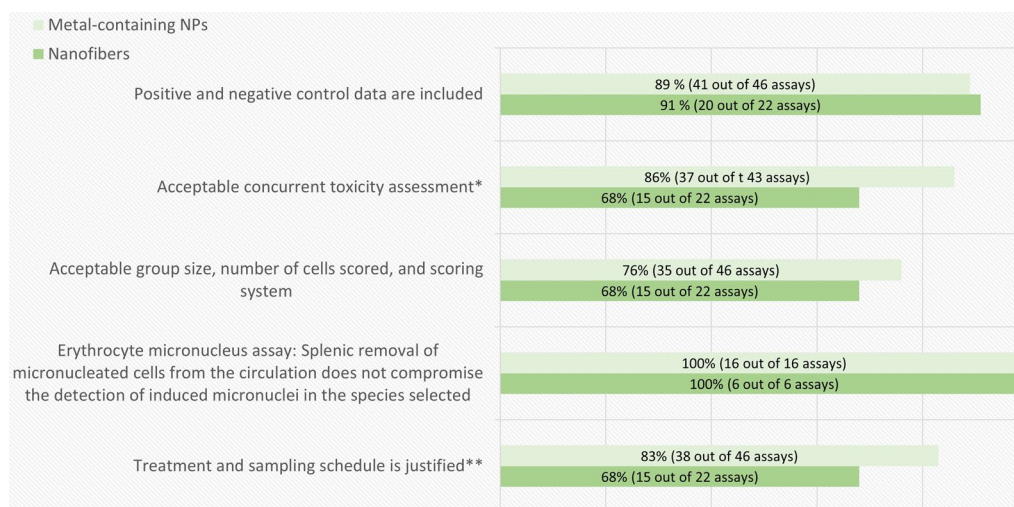 Metal-containing NPs
Nanofibers
Positive and negative control data are included
89 % (41 out of 46 assays)
91 % (20 out of 22 assays)
Acceptable concurrent toxicity assessment*
86% (37 out of t 43 assays)
68% (15 out of 22 assays)
Acceptable group size, number of cells scored, and scoring
system
76% (35 out of 46 assays)
68% (15 out of 22 assays)
Erythrocyte micronucleus assay: Splenic removal of
micronucleated cells from the circulation does not compromise
the detection of induced micronuclei in the species selected
100% (16 out of 16 assays)
100% (6 out of 6 assays)
Treatment and sampling schedule is justified**
83% (38 out of 46 assays)
68% (15 out of 22 assays)